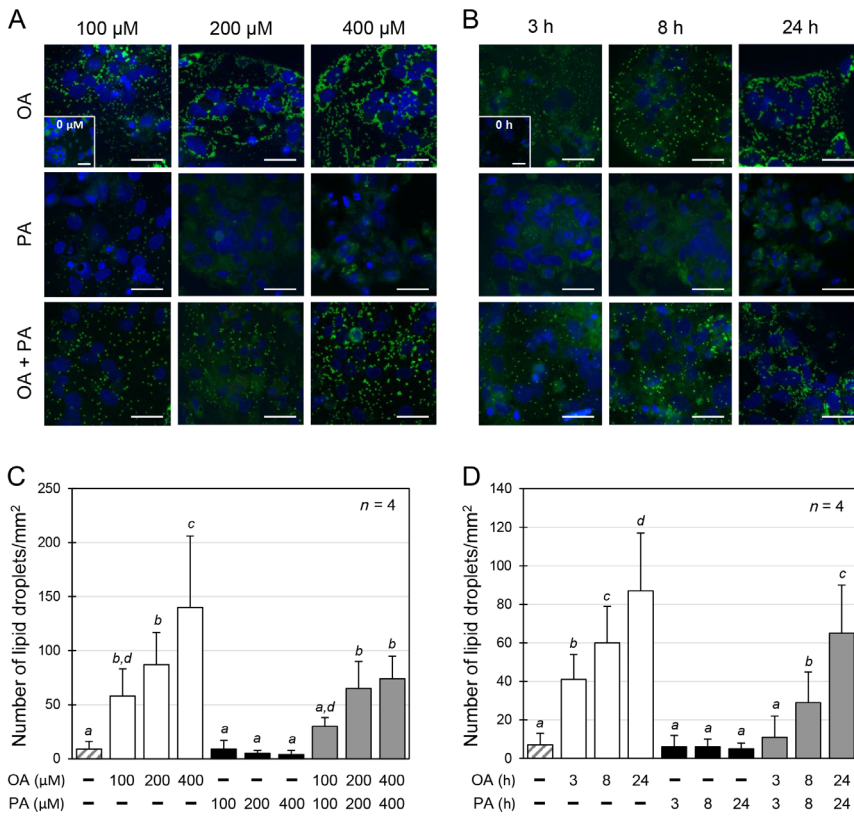 A
100 µM 200 µM 400 µM
OA
0 µM
PA
OA + PA
B
3 h 8 h 24 h
0 h
C
Number of lipid droplets/mm²
250
200
150
100
50
0
n = 4
a b,d b c a a a a,d b b
OA (µM) – 100 200 400 – – – 100 200 400
PA (µM) – – – – 100 200 400 100 200 400
D
Number of lipid droplets/mm²
140
120
100
80
60
40
20
0
n = 4
a b c d a a a a b c
OA (h) – 3 8 24 – – – 3 8 24
PA (h) – – – – 3 8 24 3 8 24